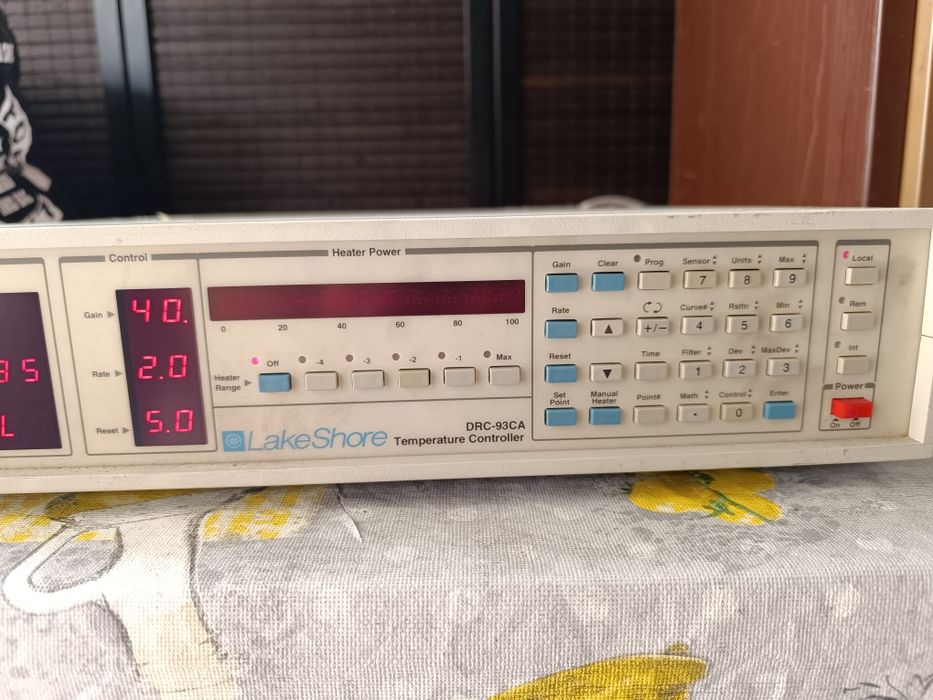 Control
Gain
40.
Rate
2.0
Reset
5.0
35
L
Heater Power
0 20 40 60 80 100
Heater
Range
Off -4 -3 -2 -1 Max
LakeShore
DRC-93CA
Temperature Controller
Gain Clear Prog Sensor Units Max
7 8 9
Rate Curve# Rsltn Min
+/- 4 5 6
Reset Time Filter Dev MaxDev
1 2 3
Set
Point
Manual
Heater
Point# Math Control Enter
. 0
Local
Rem
Int
Power
On Off